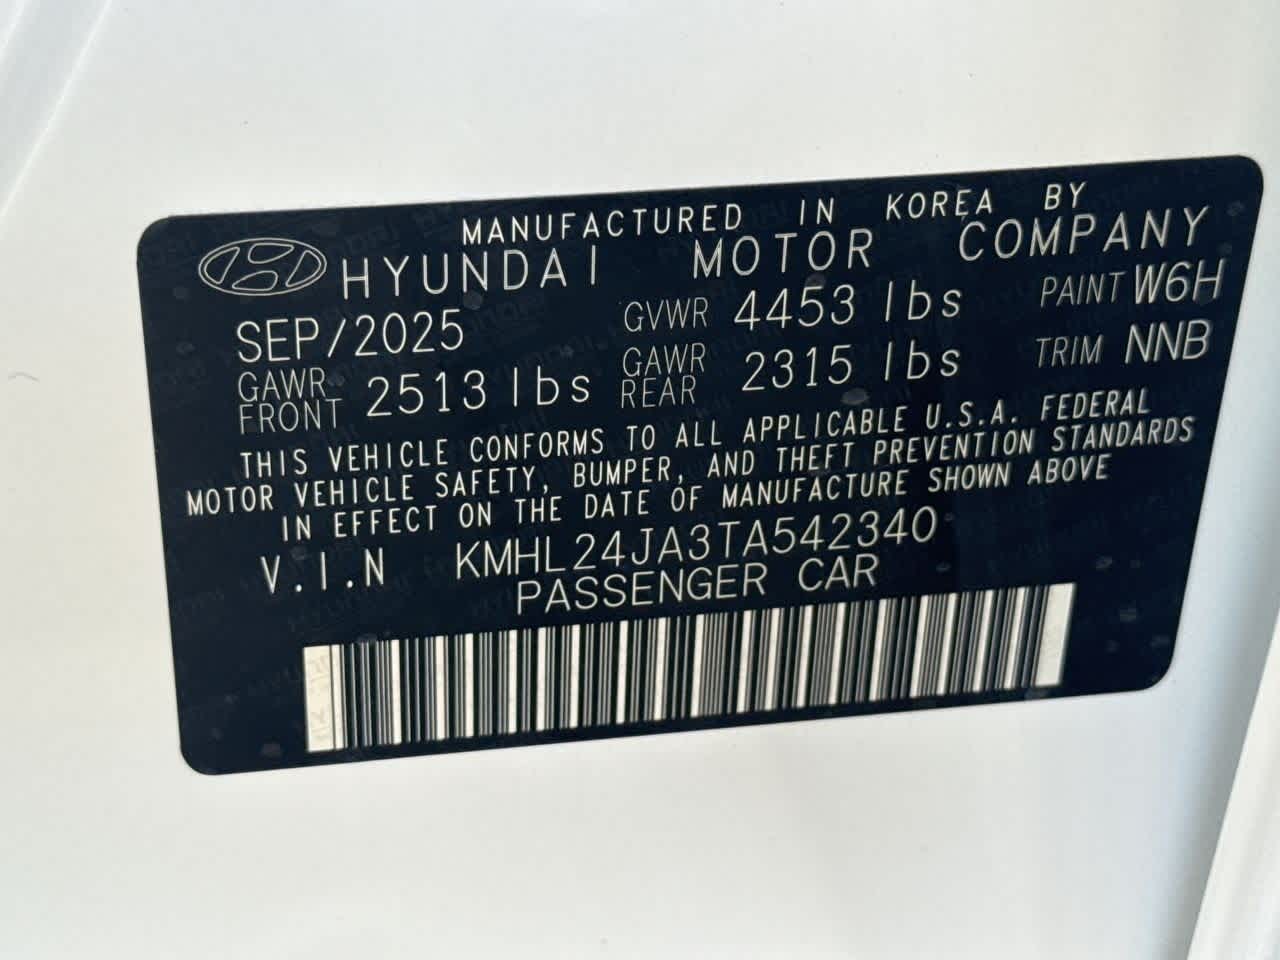 MANUFACTURED IN KOREA BY
HYUNDAI MOTOR COMPANY
SEP/2025 GVWR 4453 lbs PAINT W6H
GAWR FRONT 2513 lbs GAWR REAR 2315 lbs TRIM NNB
THIS VEHICLE CONFORMS TO ALL APPLICABLE U.S.A. FEDERAL
MOTOR VEHICLE SAFETY, BUMPER, AND THEFT PREVENTION STANDARDS
IN EFFECT ON THE DATE OF MANUFACTURE SHOWN ABOVE
V.I.N KMHL24JA3TA542340
PASSENGER CAR